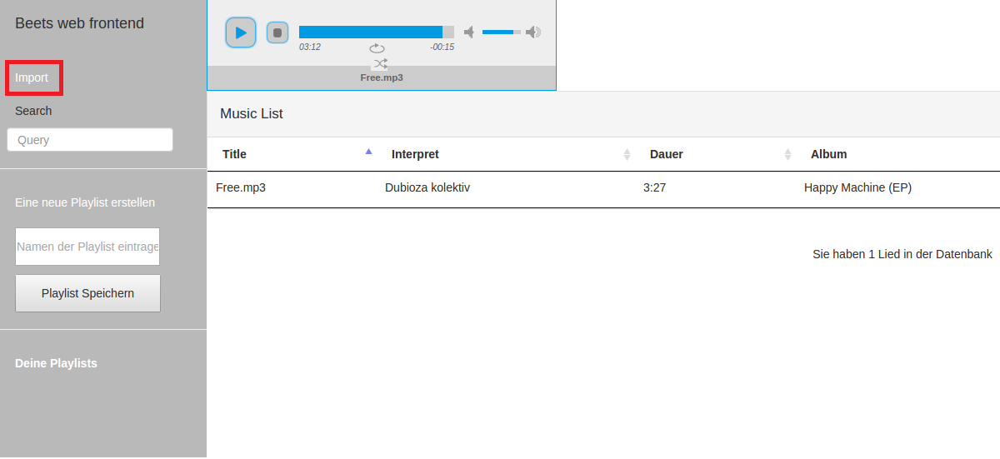 Beets web frontend
Import
Search
Query
Eine neue Playlist erstellen
Namen der Playlist eintrage
Playlist Speichern
Deine Playlists
03:12 -00:15
Free.mp3
Music List
Title Interpret Dauer Album
Free.mp3 Dubioza kolektiv 3:27 Happy Machine (EP)
Sie haben 1 Lied in der Datenbank